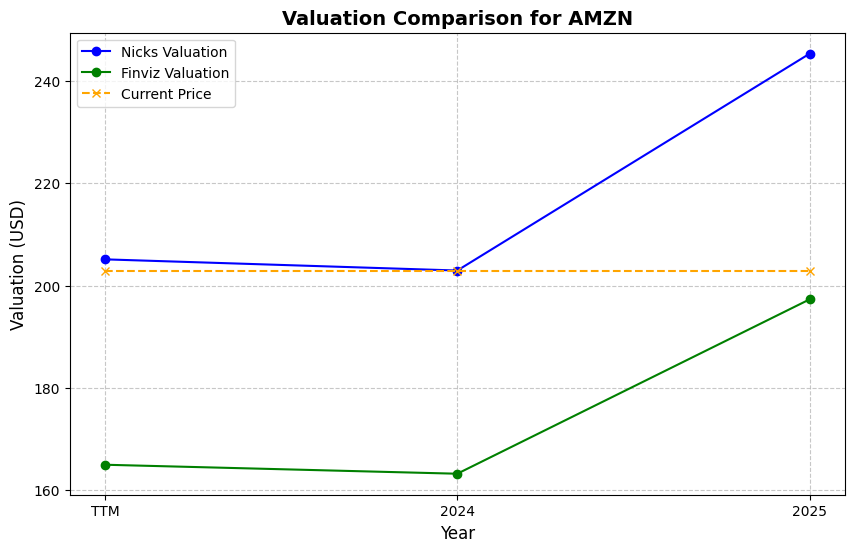 Valuation Comparison for AMZN
Nicks Valuation
Finviz Valuation
Current Price
240
220
200
180
160
Valuation (USD)
TTM
2024
2025
Year